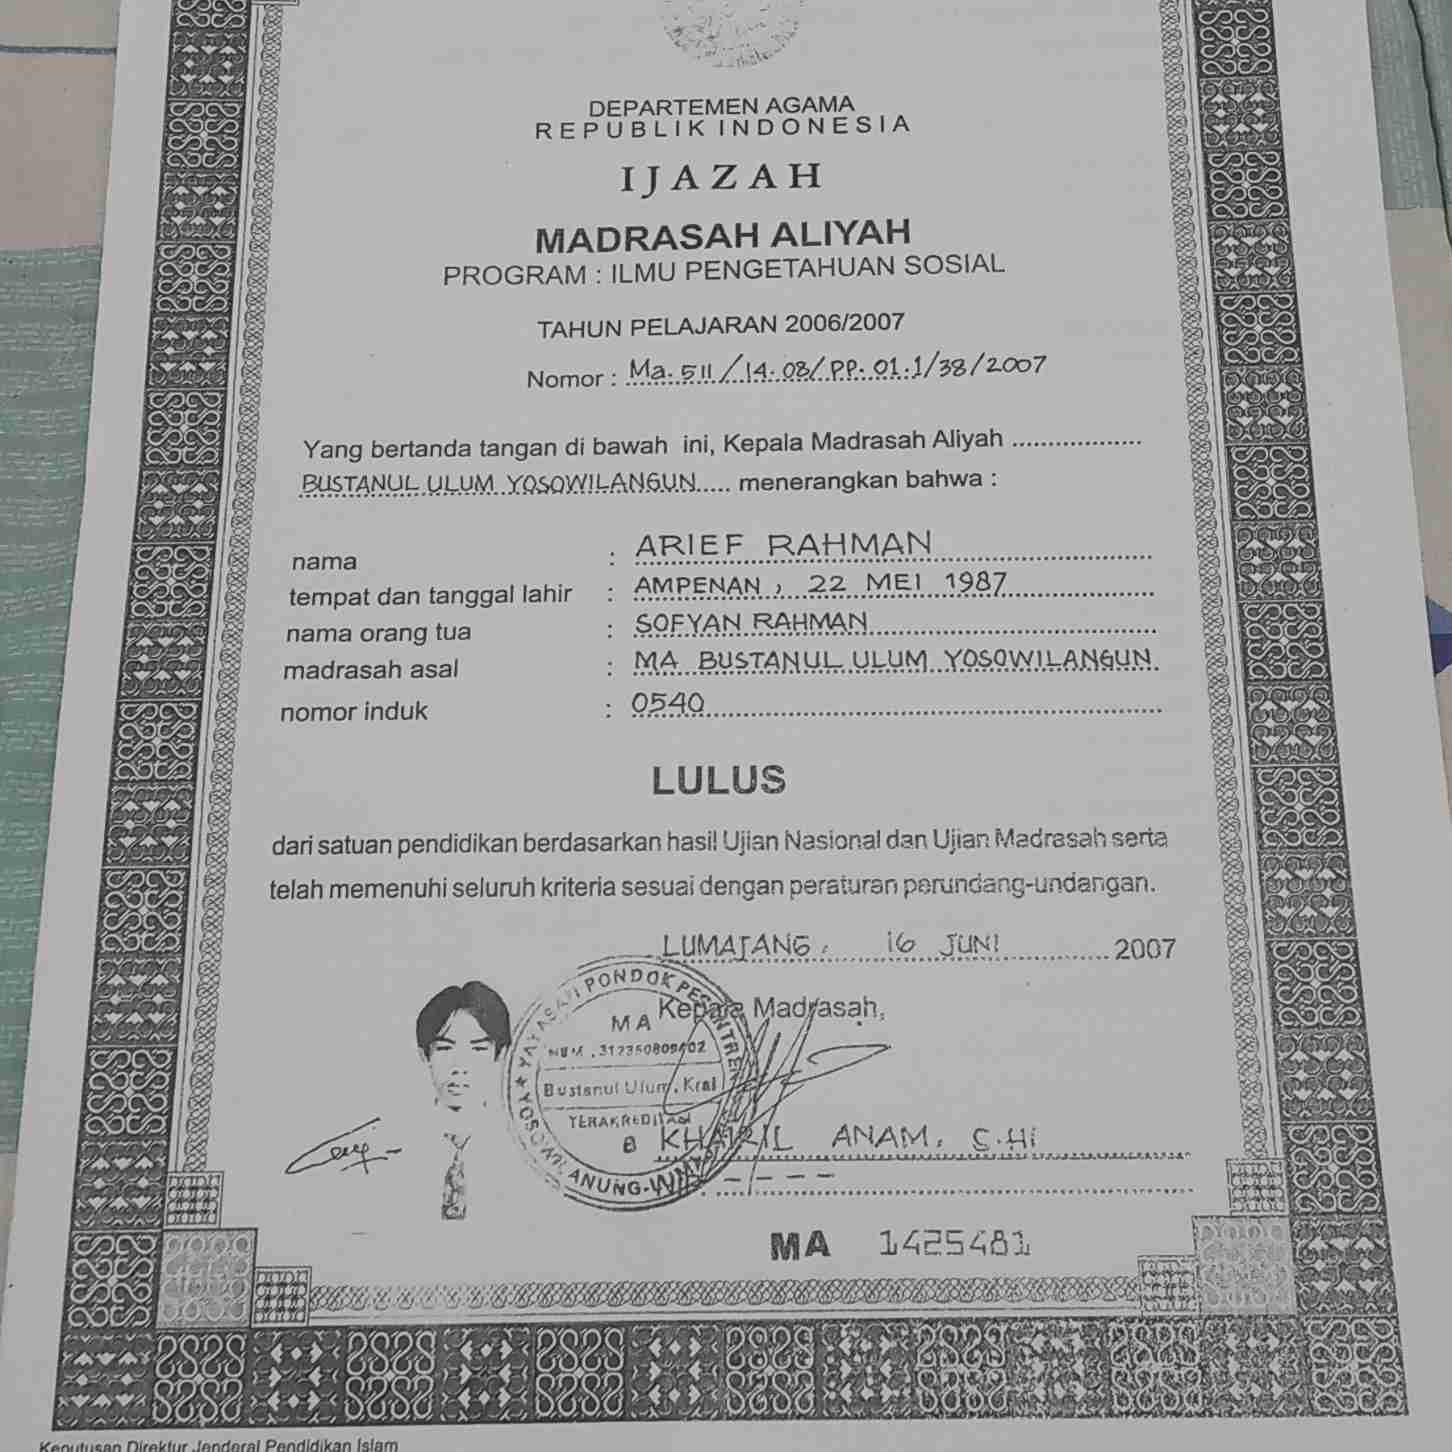 DEPARTEMEN AGAMA
REPUBLIK INDONESIA
IJAZAH
MADRASAH ALIYAH
PROGRAM : ILMU PENGETAHUAN SOSIAL
TAHUN PELAJARAN 2006/2007
Nomor : Ma. 511 / 14. 08/ PP. 01.1/38/2007
Yang bertanda tangan di bawah ini, Kepala Madrasah Aliyah ..................
BUSTANUL ULUM YOSOWILANGUN..... menerangkan bahwa :
nama : ARIEF RAHMAN
tempat dan tanggal lahir : AMPENAN, 22 MEI 1987
nama orang tua : SOFYAN RAHMAN
madrasah asal : MA BUSTANUL ULUM YOSOWILANGUN.
nomor induk : 0540
LULUS
dari satuan pendidikan berdasarkan hasil Ujian Nasional dan Ujian Madrasah serta
telah memenuhi seluruh kriteria sesuai dengan peraturan perundang-undangan.
LUMAJANG, 16 JUNI 2007
Kepala Madrasah,
YAYASAN PONDOK PESANTREN
MA
Bustanul Ulum. Krai
TERAKREDITASI
B
KHAIRIL ANAM, S.Hi
MA 1425481
Keputusan Direktur Jenderal Pendidikan Islam